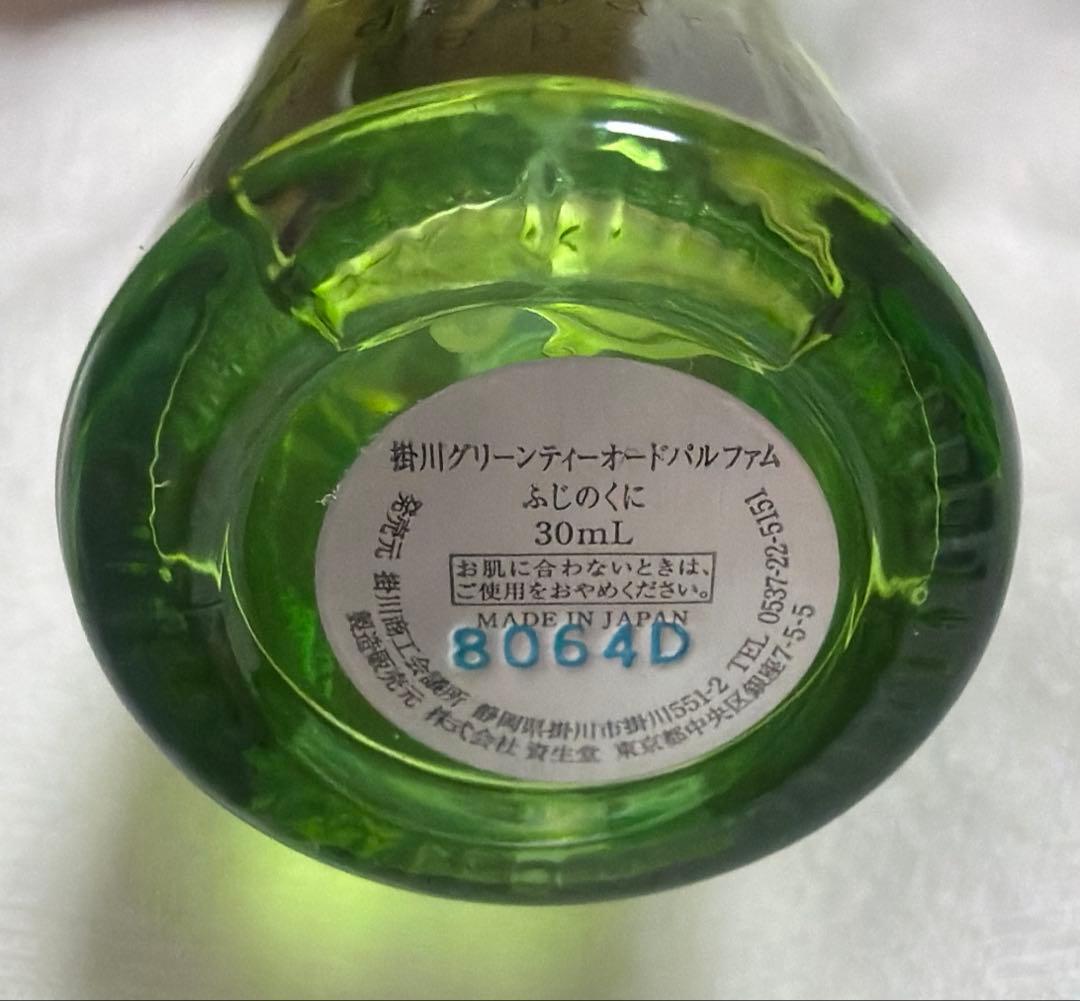 掛川グリーンティーオードパルファム
ふじのくに
30mL
お肌に合わないときは、
ご使用をおやめください。
MADE IN JAPAN
8064D
発売元 掛川商工会議所 静岡県掛川市掛川551-2 TEL 0537-22-5151
製造販売元 株式会社 資生堂 東京都中央区銀座7-5-5